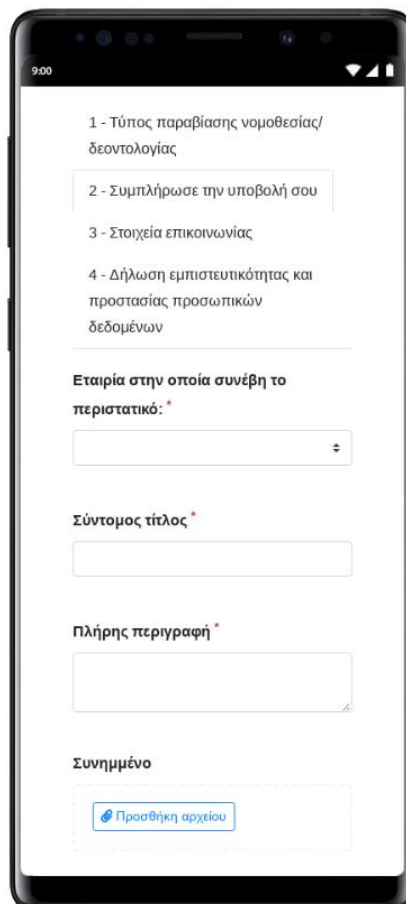 9:00
1 - Τύπος παραβίασης νομοθεσίας/
δεοντολογίας
2 - Συμπλήρωσε την υποβολή σου
3 - Στοιχεία επικοινωνίας
4 - Δήλωση εμπιστευτικότητας και
προστασίας προσωπικών
δεδομένων
Εταιρία στην οποία συνέβη το
περιστατικό: *
Σύντομος τίτλος *
Πλήρης περιγραφή *
Συνημμένο
Προσθήκη αρχείου